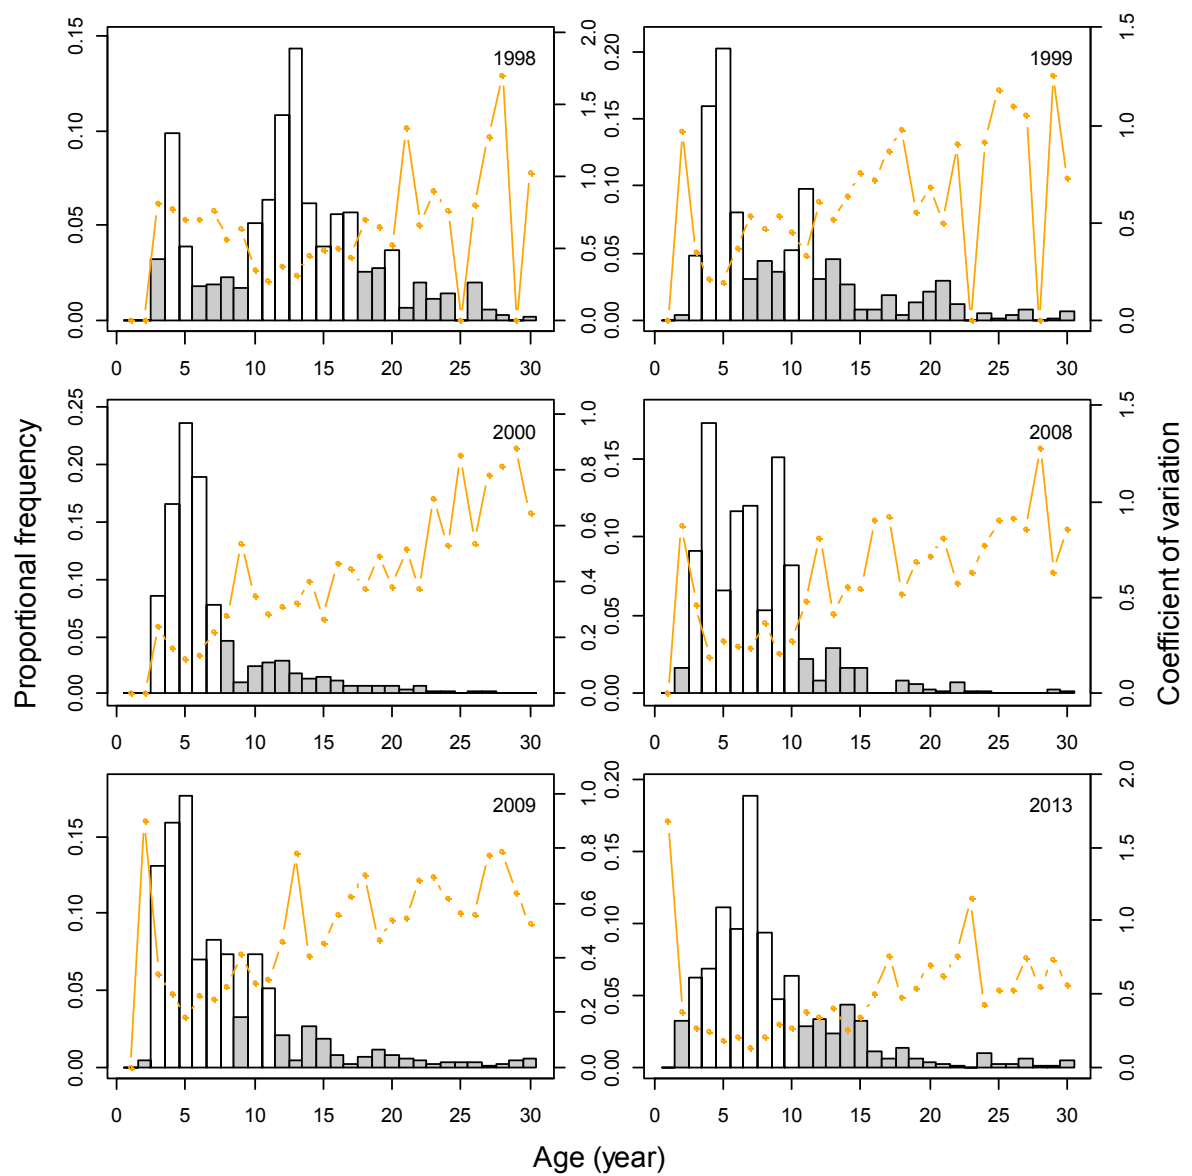 1998
0.00 0.05 0.10 0.15
0.0 0.5 1.0 1.5 2.0
0 5 10 15 20 25 30
1999
0.00 0.05 0.10 0.15 0.20
0.0 0.5 1.0 1.5
0 5 10 15 20 25 30
2000
0.00 0.05 0.10 0.15 0.20 0.25
0.0 0.2 0.4 0.6 0.8 1.0
0 5 10 15 20 25 30
2008
0.00 0.05 0.10 0.15
0.0 0.5 1.0 1.5
0 5 10 15 20 25 30
2009
0.00 0.05 0.10 0.15
0.0 0.2 0.4 0.6 0.8 1.0
0 5 10 15 20 25 30
2013
0.00 0.05 0.10 0.15 0.20
0.0 0.5 1.0 1.5 2.0
0 5 10 15 20 25 30
Proportional frequency
Coefficient of variation
Age (year)